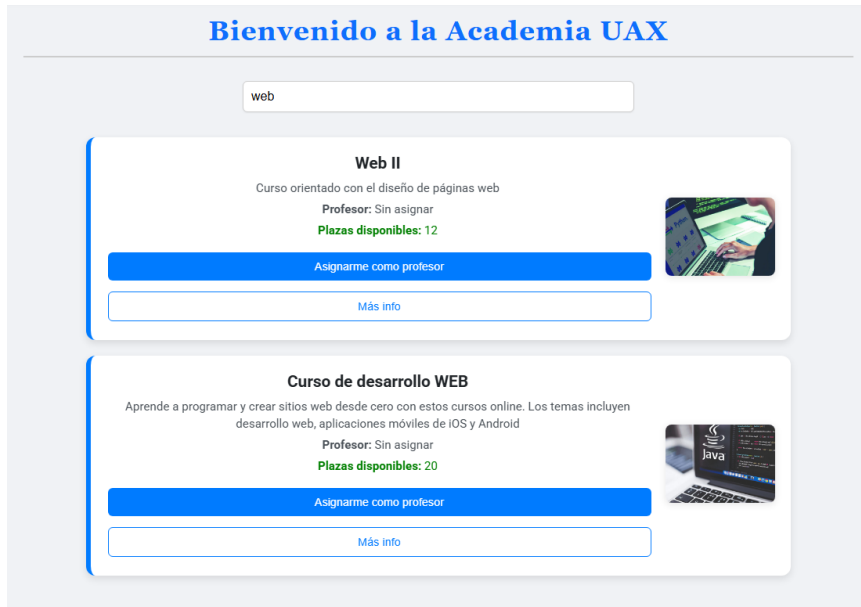 Bienvenido a la Academia UAX
web
Web II
Curso orientado con el diseño de páginas web
Profesor: Sin asignar
Plazas disponibles: 12
Asignarme como profesor
Más info
Curso de desarrollo WEB
Aprende a programar y crear sitios web desde cero con estos cursos online. Los temas incluyen
desarrollo web, aplicaciones móviles de iOS y Android
Profesor: Sin asignar
Plazas disponibles: 20
Java
Asignarme como profesor
Más info